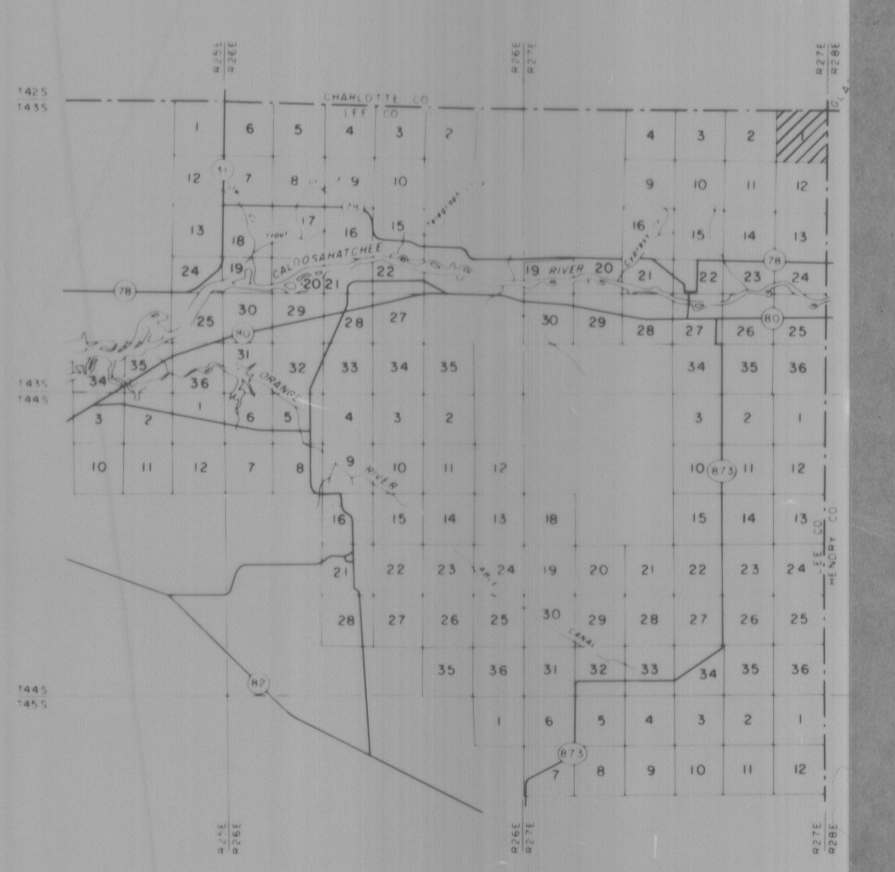 R25E R26E R26E R27E R27E R28E
T42S
T43S
CHARLOTTE CO
LEE CO
1 6 5 4 3 2 4 3 2
31
12 7 8 9 10 9 10 11 12
13 18 17 16 15 16 15 14 13
CALOOSAHATCHEE RIVER
78
24 19 20 21 22 19 20 21 22 23 24
78
25 30 29 28 27 30 29 28 27 26 25
80 80
34 35 36 31 32 33 34 35 34 35 36
T43S
T44S
ORANGE RIVER
3 2 1 6 5 4 3 2 3 2 1
10 11 12 7 8 9 10 11 12 10 11 12
873
16 15 14 13 18 15 14 13
LEE CO
HENDRY CO
21 22 23 24 19 20 21 22 23 24
28 27 26 25 30 29 28 27 26 25
CANAL
35 36 31 32 33 34 35 36
82
T44S
T45S
1 6 5 4 3 2 1
873
7 8 9 10 11 12
R25E R26E R26E R27E R27E R28E